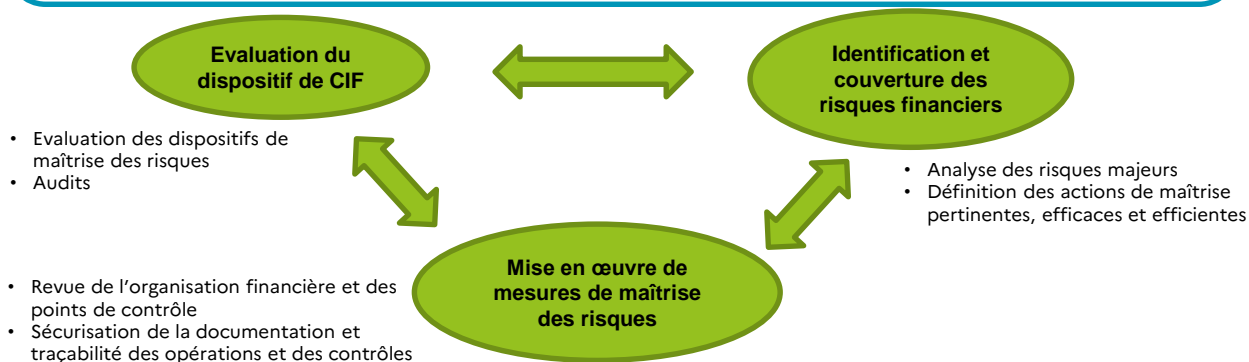 Evaluation du
dispositif de CIF
Identification et
couverture des
risques financiers
• Evaluation des dispositifs de
maîtrise des risques
• Audits
• Analyse des risques majeurs
• Définition des actions de maîtrise
pertinentes, efficaces et efficientes
Mise en œuvre de
mesures de maîtrise
des risques
• Revue de l’organisation financière et des
points de contrôle
• Sécurisation de la documentation et
traçabilité des opérations et des contrôles